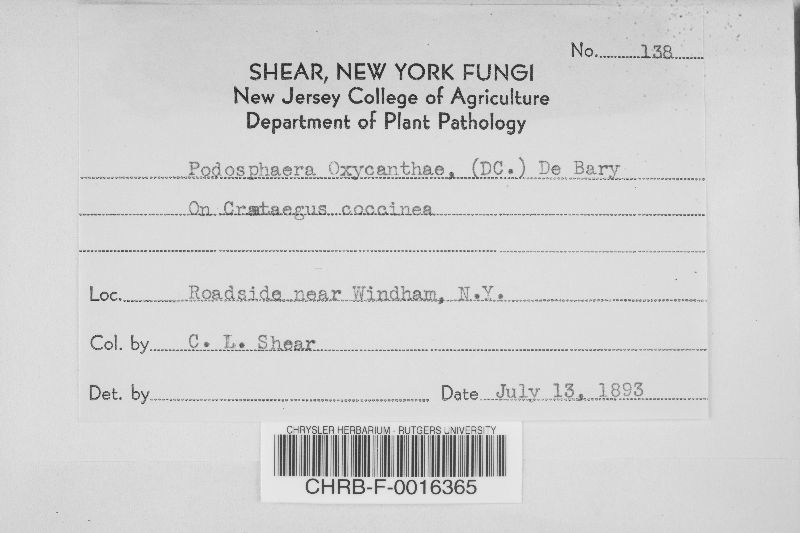 No. 138
SHEAR, NEW YORK FUNGI
New Jersey College of Agriculture
Department of Plant Pathology
Podosphaera Oxycanthae, (DC.) De Bary
On Crataegus coccinea
Loc. Roadside near Windham, N.Y.
Col. by C. L. Shear
Det. by Date July 13, 1893
CHRYSLER HERBARIUM - RUTGERS UNIVERSITY
CHRB-F-0016365